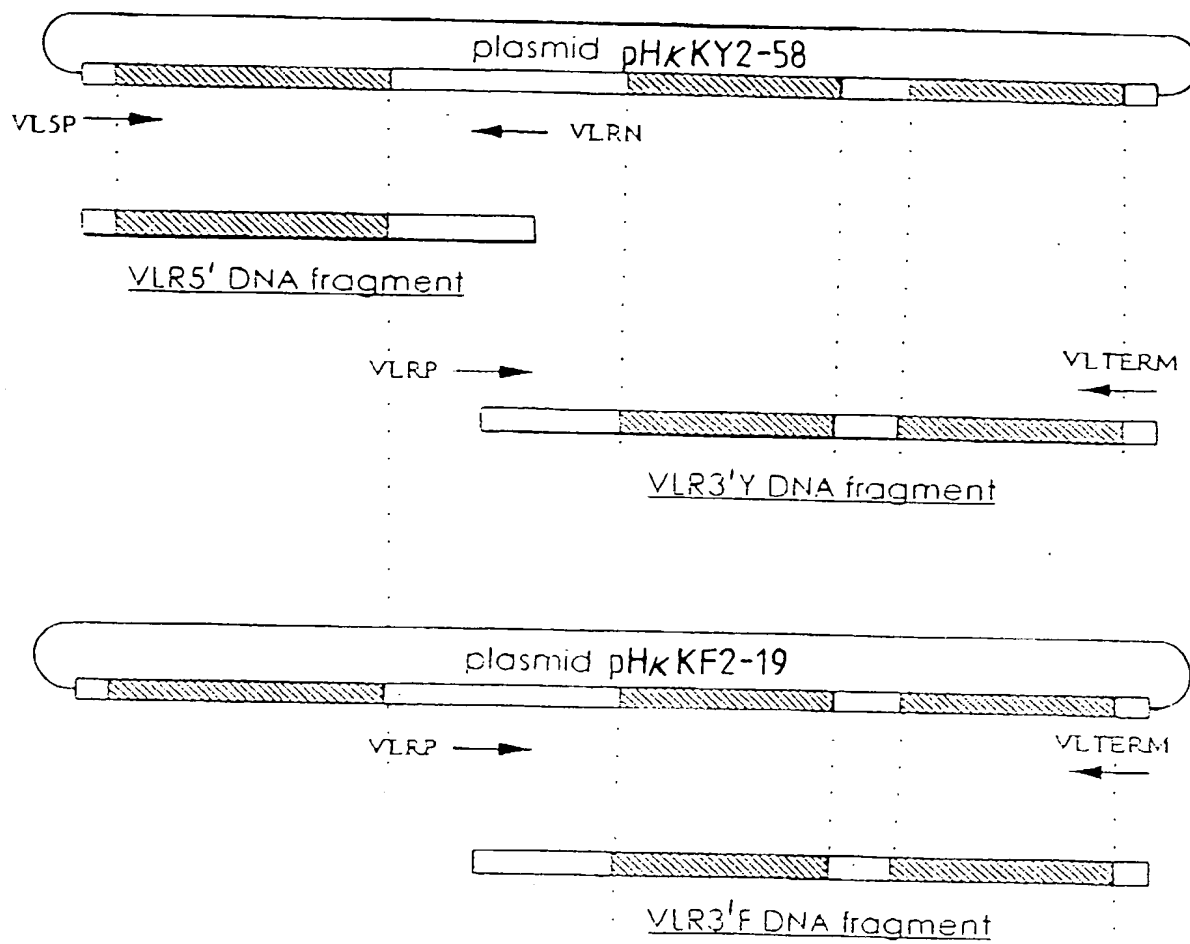 plasmid pHκKY2-58
VL5P
VLRN
VLR5' DNA fragment
VLRP
VLTERM
VLR3'Y DNA fragment
plasmid pHκKF2-19
VLRP
VLTERM
VLR3'F DNA fragment